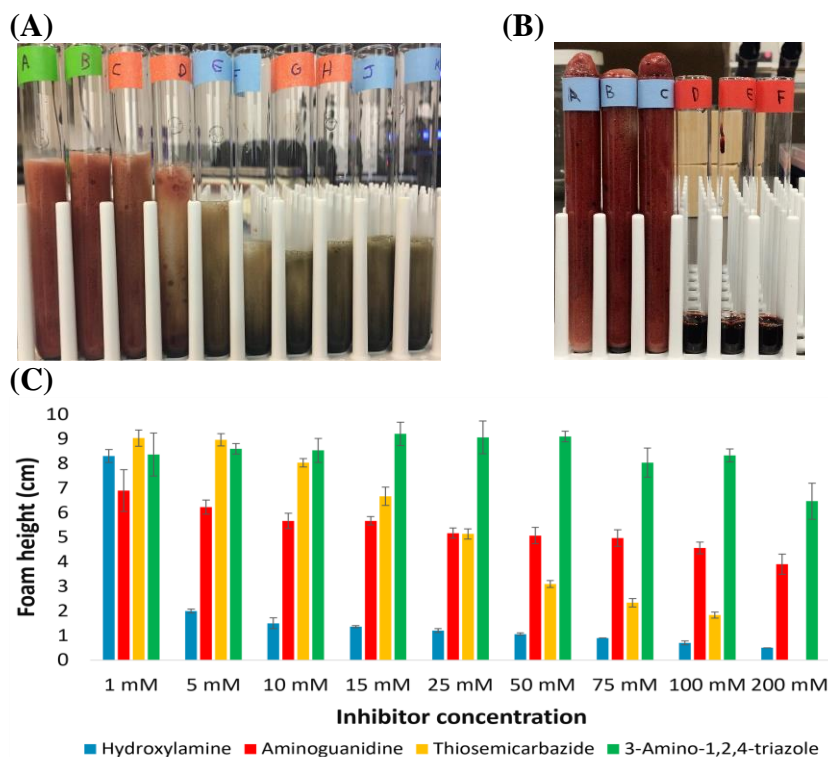 (A)
A B C D E F G H J K
(B)
A B C D E F
(C)
Foam height (cm)
10
9
8
7
6
5
4
3
2
1
0
1 mM 5 mM 10 mM 15 mM 25 mM 50 mM 75 mM 100 mM 200 mM
Inhibitor concentration
Hydroxylamine Aminoguanidine Thiosemicarbazide 3-Amino-1,2,4-triazole